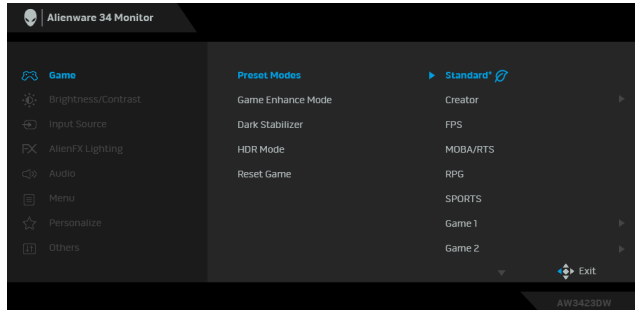 Alienware 34 Monitor
Game Preset Modes Standard*
Brightness/Contrast Game Enhance Mode Creator
Input Source Dark Stabilizer FPS
FX AlienFX Lighting HDR Mode MOBA/RTS
Audio Reset Game RPG
Menu SPORTS
Personalize Game 1
Others Game 2
Exit
AW3423DW